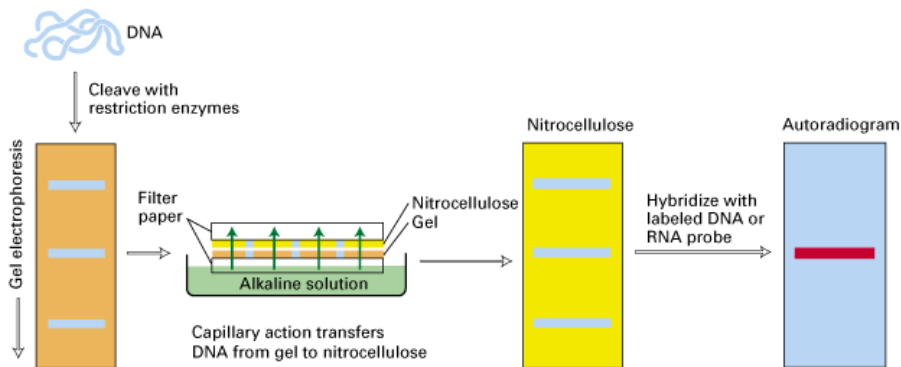 DNA
Cleave with
restriction enzymes
Gel electrophoresis
Filter
paper
Nitrocellulose
Gel
Alkaline solution
Capillary action transfers
DNA from gel to nitrocellulose
Nitrocellulose
Hybridize with
labeled DNA or
RNA probe
Autoradiogram